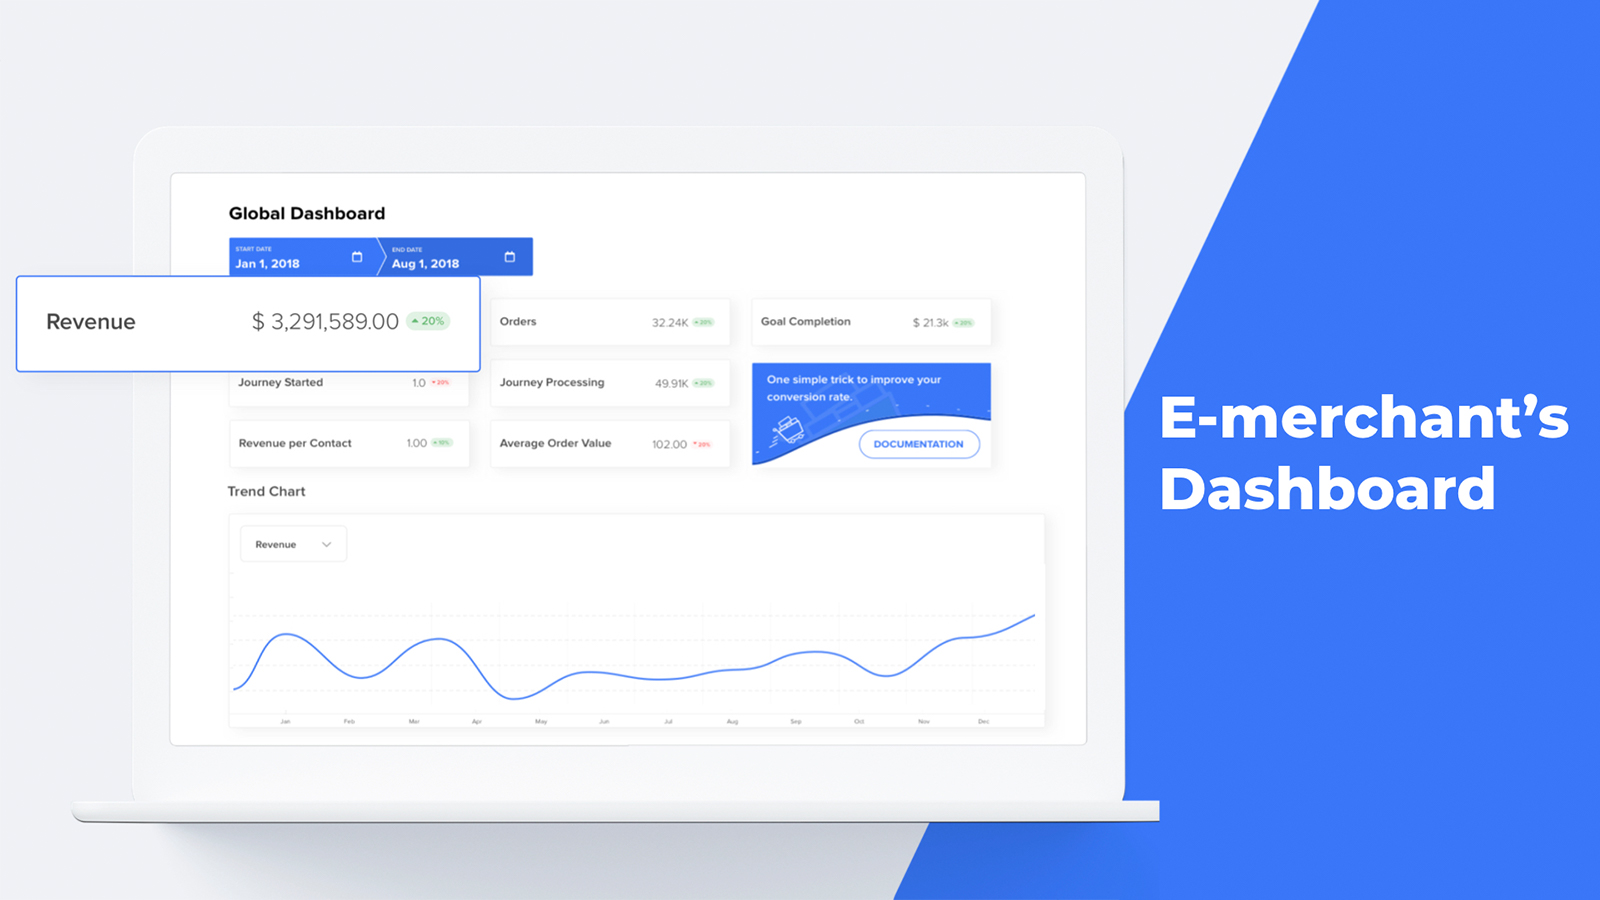 Global Dashboard
START DATE
Jan 1, 2018
END DATE
Aug 1, 2018
Revenue
$ 3,291,589.00
20%
Orders
32.24K
20%
Goal Completion
$ 21.3k
20%
Journey Started
1.0
20%
Journey Processing
49.91K
20%
One simple trick to improve your
conversion rate.
DOCUMENTATION
Revenue per Contact
1.00
10%
Average Order Value
102.00
20%
Trend Chart
Revenue
Jan Feb Mar Apr May Jun Jul Aug Sep Oct Nov Dec
E-merchant’s
Dashboard